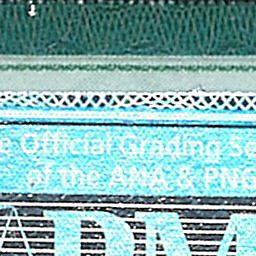 e Official Grading Se
of the ANA & PNG